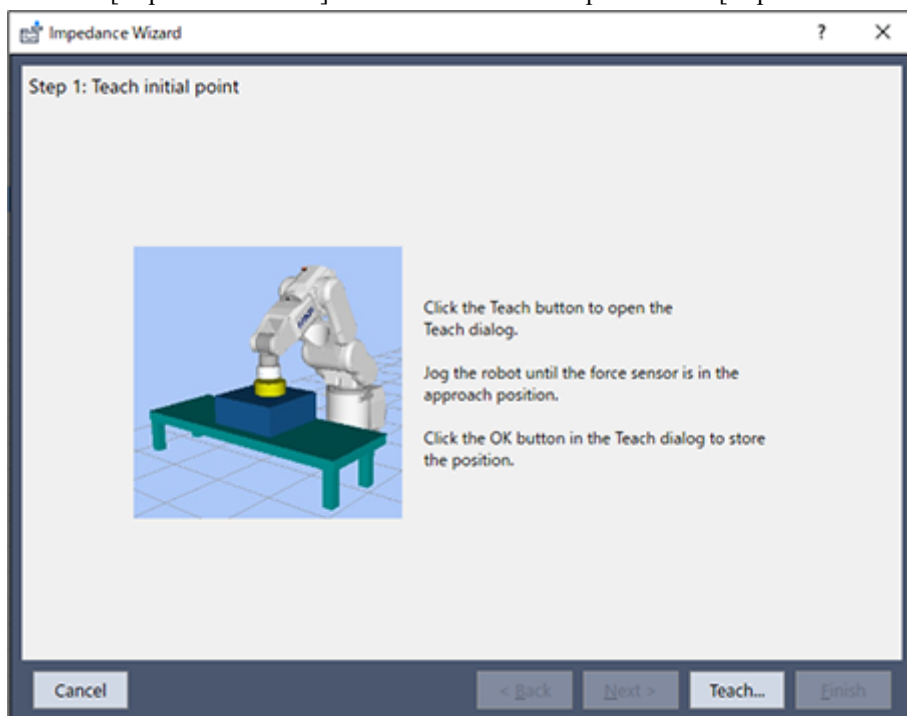 Impedance Wizard
?
Step 1: Teach initial point
Click the Teach button to open the
Teach dialog.
Jog the robot until the force sensor is in the
approach position.
Click the OK button in the Teach dialog to store
the position.
Cancel
< Back
Next >
Teach...
Finish